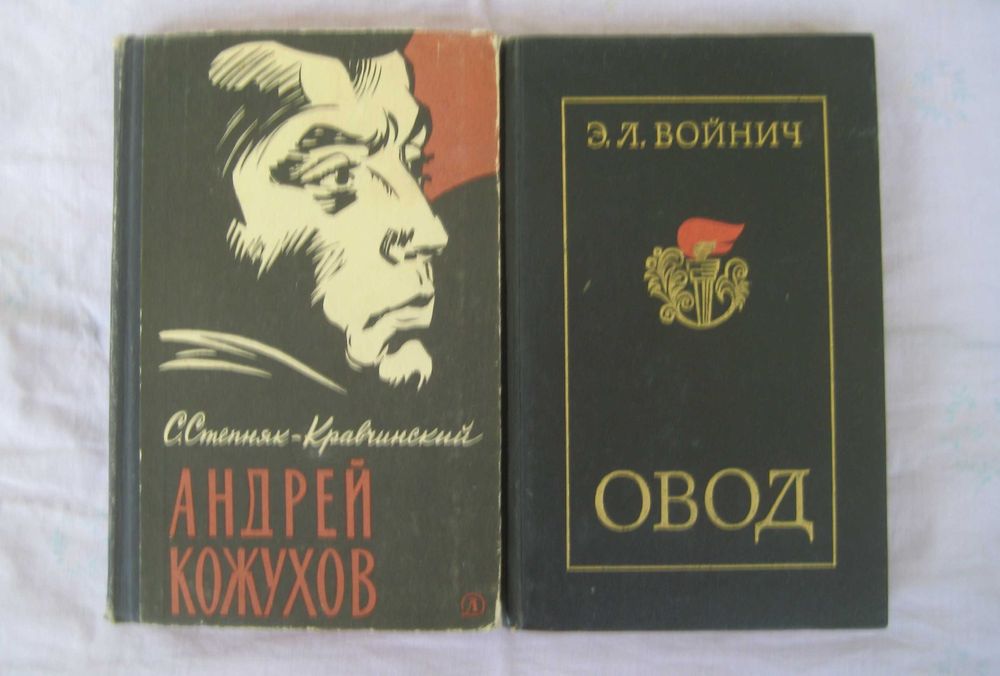 С. Степняк-Кравчинский
АНДРЕЙ
КОЖУХОВ
Л
Э. Л. ВОЙНИЧ
ОВОД